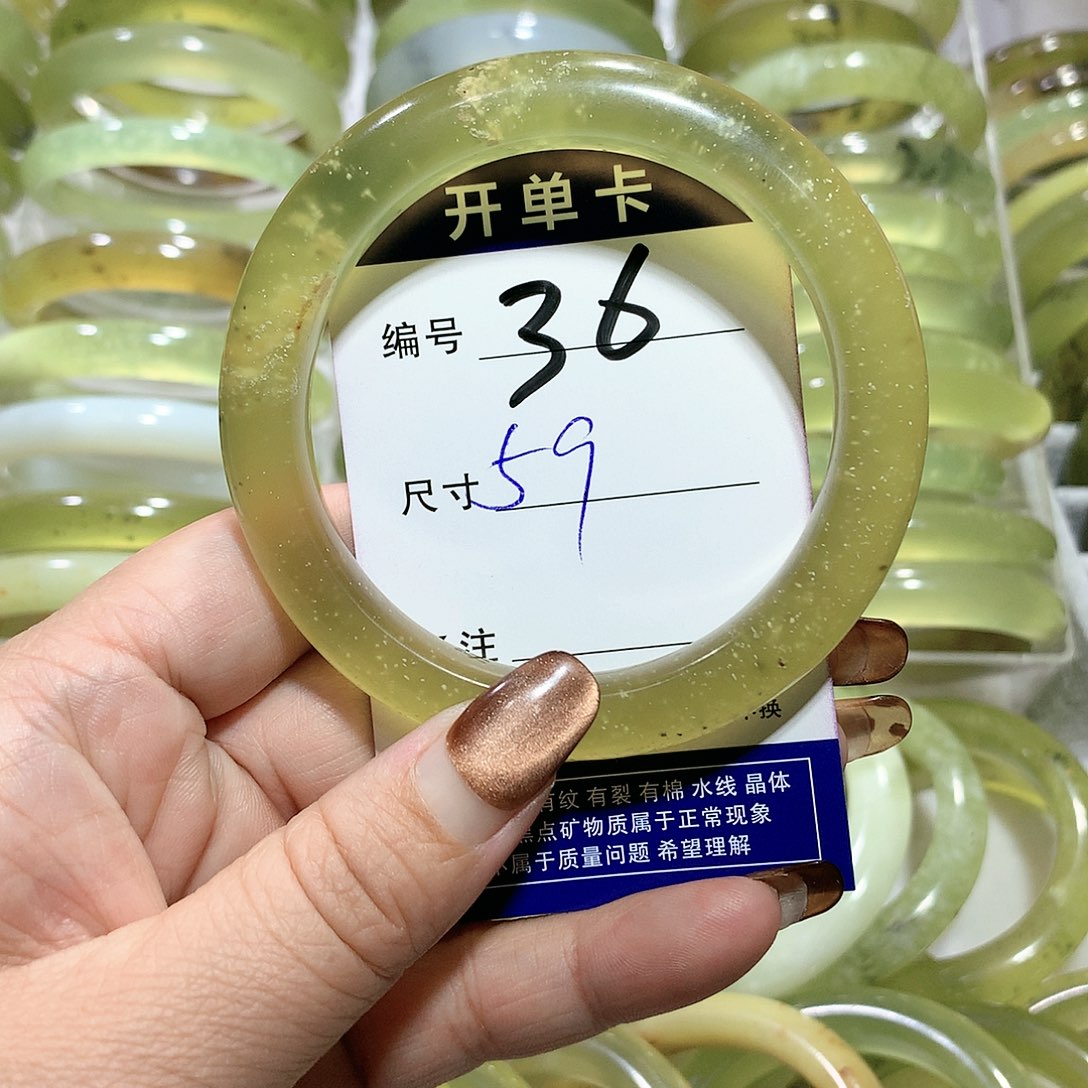 开单卡
编号 36
尺寸 59
注
换
有纹 有裂 有棉 水线 晶体
点矿物质属于正常现象
属于质量问题 希望理解